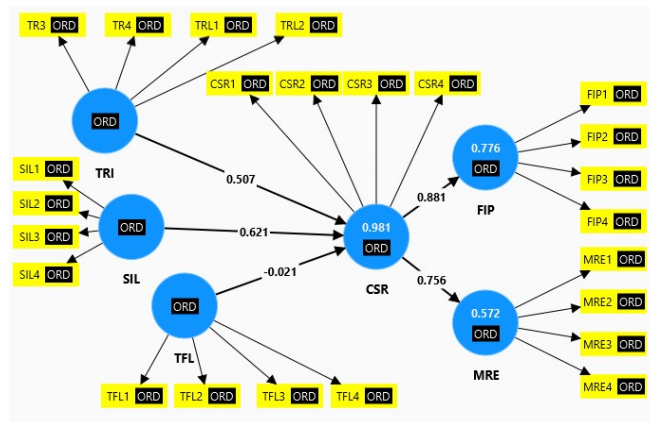 TR3 ORD
TR4 ORD
TRL1 ORD
TRL2 ORD
ORD
TRI
CSR1 ORD
CSR2 ORD
CSR3 ORD
CSR4 ORD
FIP1 ORD
FIP2 ORD
FIP3 ORD
FIP4 ORD
0.776
ORD
FIP
0.507
0.881
SIL1 ORD
SIL2 ORD
SIL3 ORD
SIL4 ORD
ORD
SIL
0.621
0.981
ORD
CSR
-0.021
0.756
ORD
TFL
MRE1 ORD
MRE2 ORD
MRE3 ORD
MRE4 ORD
0.572
ORD
MRE
TFL1 ORD
TFL2 ORD
TFL3 ORD
TFL4 ORD